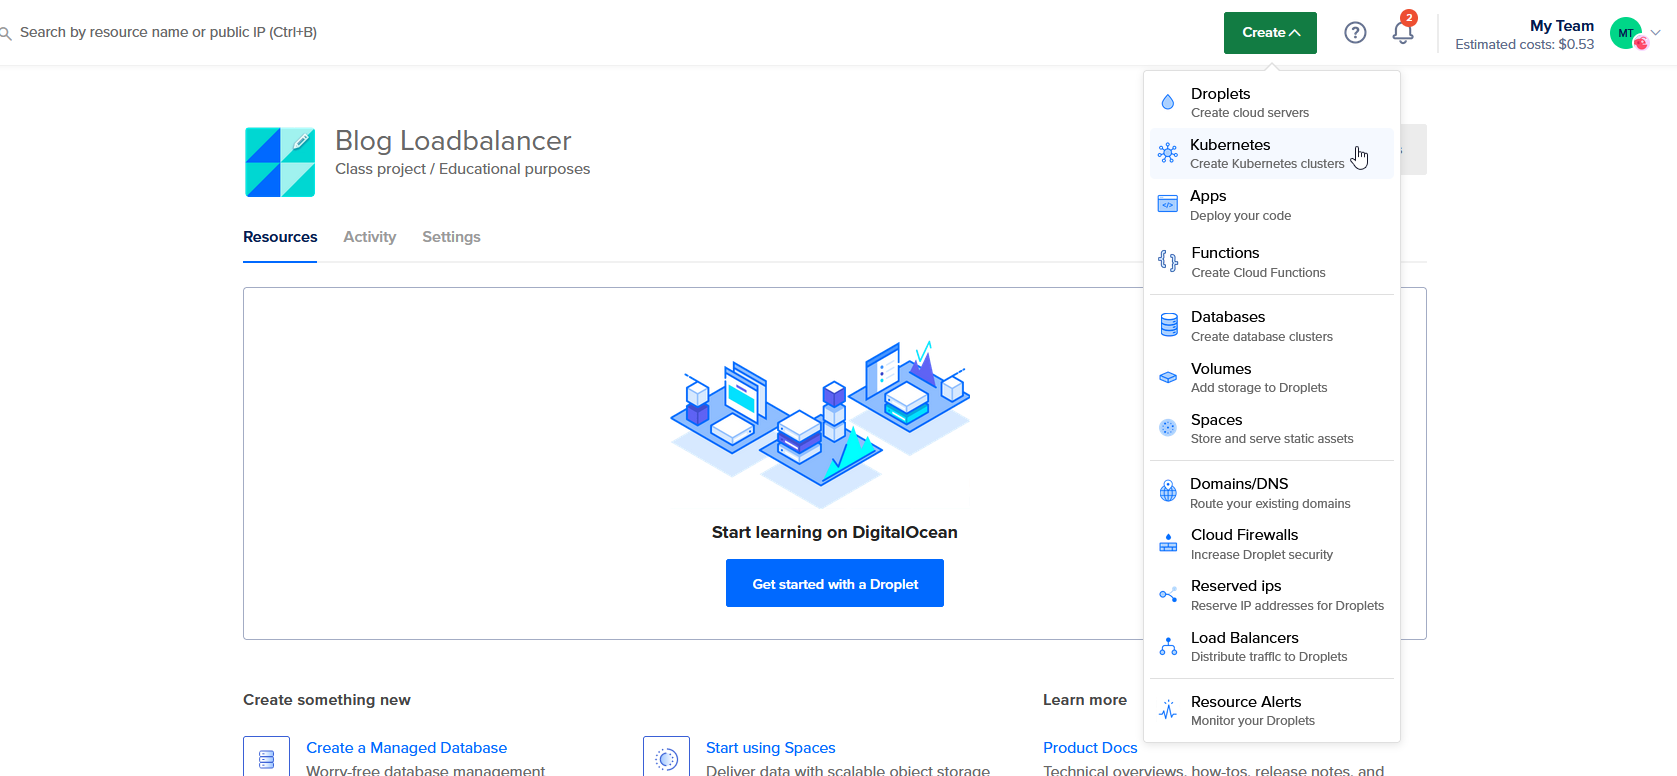 Search by resource name or public IP (Ctrl+B)
Create
?
2
My Team
Estimated costs: $0.53
MT
Blog Loadbalancer
Class project / Educational purposes
Resources
Activity
Settings
Start learning on DigitalOcean
Get started with a Droplet
Create something new
Create a Managed Database
Worry-free database management
Start using Spaces
Deliver data with scalable object storage
Learn more
Product Docs
Technical overviews, how-tos, release notes, and
Droplets
Create cloud servers
Kubernetes
Create Kubernetes clusters
Apps
Deploy your code
Functions
Create Cloud Functions
Databases
Create database clusters
Volumes
Add storage to Droplets
Spaces
Store and serve static assets
Domains/DNS
Route your existing domains
Cloud Firewalls
Increase Droplet security
Reserved ips
Reserve IP addresses for Droplets
Load Balancers
Distribute traffic to Droplets
Resource Alerts
Monitor your Droplets